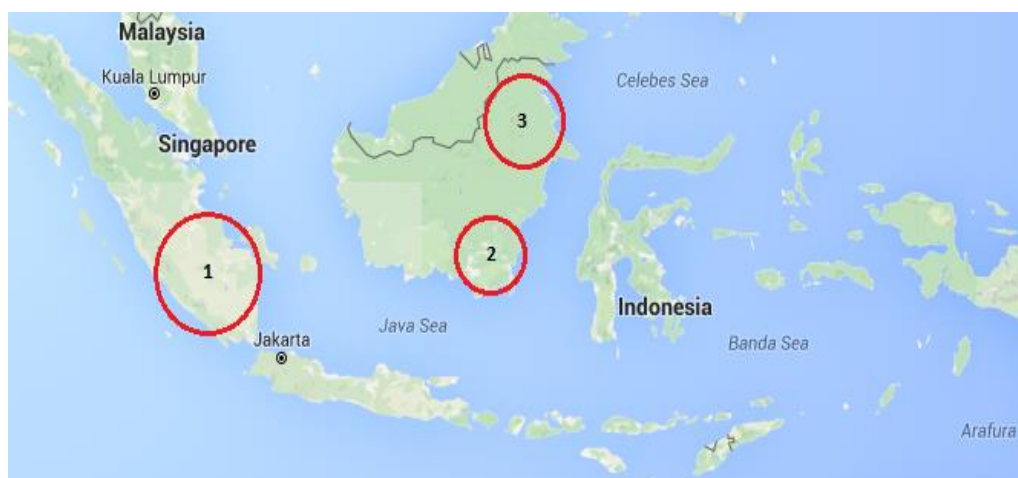 Malaysia
Kuala Lumpur
Celebes Sea
3
Singapore
2
1
Indonesia
Java Sea
Jakarta
Banda Sea
Arafura